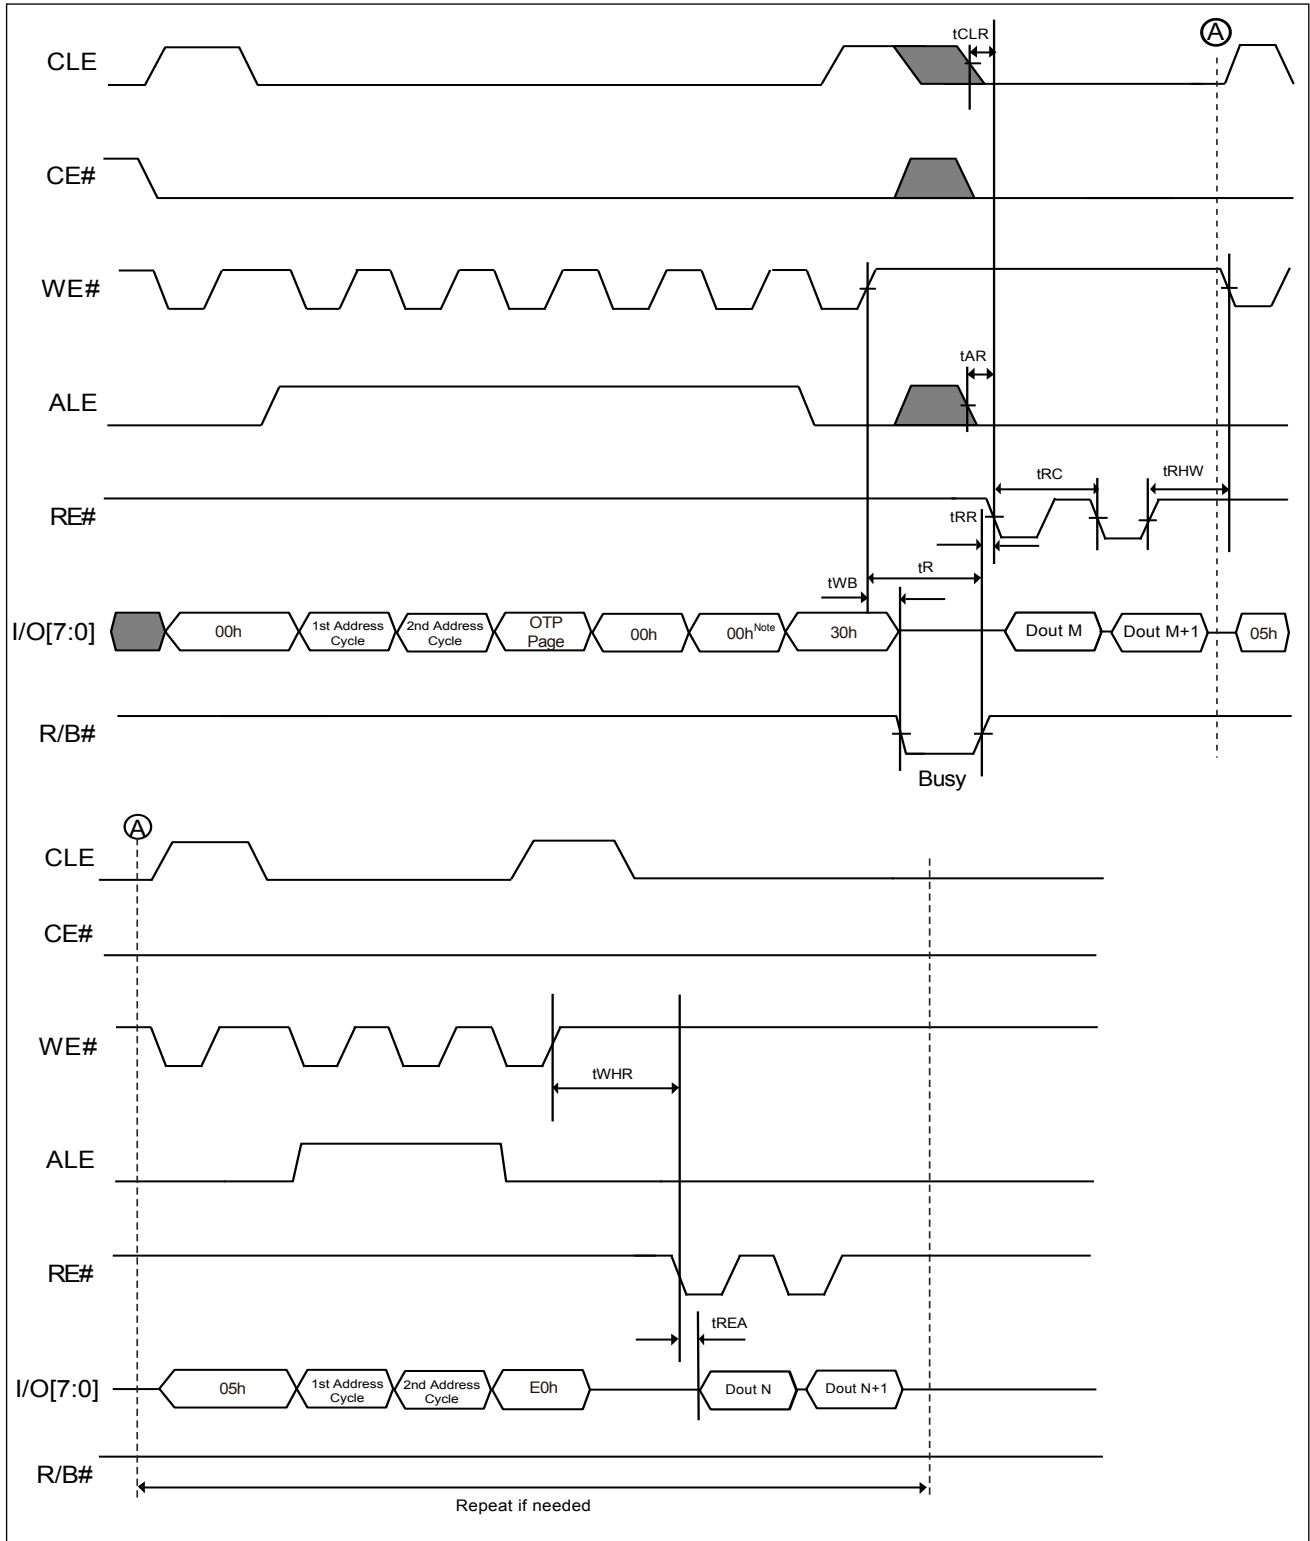 tCLR
A
CLE
CE#
WE#
tAR
ALE
tRC
tRHW
RE#
tRR
tR
tWB
I/O[7:0]
00h
1st Address
Cycle
2nd Address
Cycle
OTP
Page
00h
00hNote
30h
Dout M
Dout M+1
05h
R/B#
Busy
A
CLE
CE#
WE#
tWHR
ALE
RE#
tREA
I/O[7:0]
05h
1st Address
Cycle
2nd Address
Cycle
E0h
Dout N
Dout N+1
R/B#
Repeat if needed